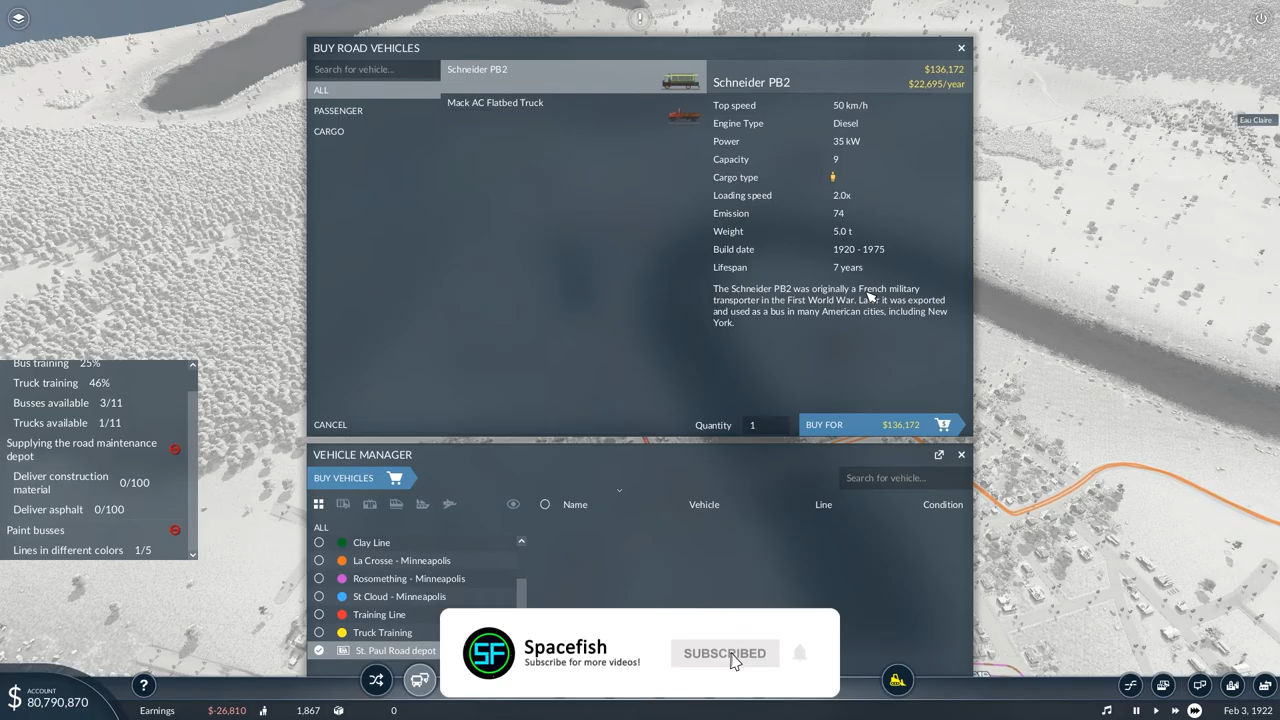 BUY ROAD VEHICLES
Search for vehicle...
ALL
PASSENGER
CARGO
Schneider PB2
Mack AC Flatbed Truck
$136,172
$22,695/year
Schneider PB2
Top speed 50 km/h
Engine Type Diesel
Power 35 kW
Capacity 9
Cargo type
Loading speed 2.0x
Emission 74
Weight 5.0 t
Build date 1920 - 1975
Lifespan 7 years
The Schneider PB2 was originally a French military
transporter in the First World War. Later it was exported
and used as a bus in many American cities, including New
York.
CANCEL
Quantity 1
BUY FOR $136,172
Eau Claire
Bus training 25%
Truck training 46%
Busses available 3/11
Trucks available 1/11
Supplying the road maintenance
depot
Deliver construction
material 0/100
Deliver asphalt 0/100
Paint busses
Lines in different colors 1/5
VEHICLE MANAGER
BUY VEHICLES
Search for vehicle...
Name Vehicle Line Condition
ALL
Clay Line
La Crosse - Minneapolis
Rosomething - Minneapolis
St Cloud - Minneapolis
Training Line
Truck Training
St. Paul Road depot
SF
Spacefish
Subscribe for more videos!
SUBSCRIBED
$ ACCOUNT
80,790,870
?
Earnings $-26,810 1,867 0
Feb 3, 1922